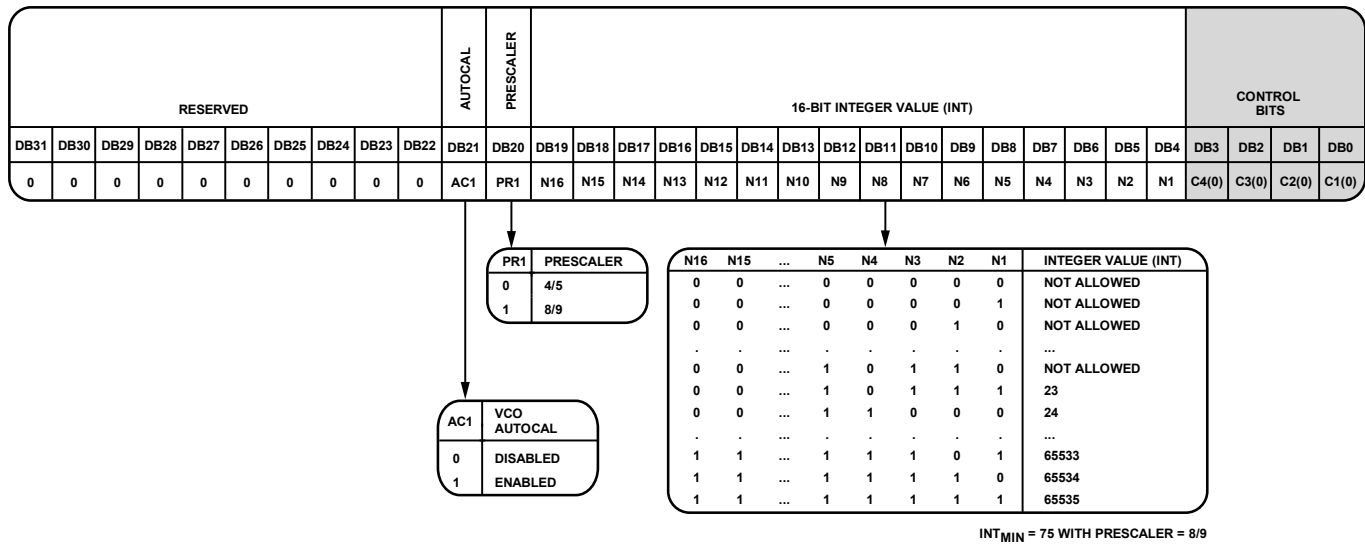 RESERVED
AUTOCAL
PRESCALER
16-BIT INTEGER VALUE (INT)
CONTROL
BITS
DB31 DB30 DB29 DB28 DB27 DB26 DB25 DB24 DB23 DB22 DB21 DB20 DB19 DB18 DB17 DB16 DB15 DB14 DB13 DB12 DB11 DB10 DB9 DB8 DB7 DB6 DB5 DB4 DB3 DB2 DB1 DB0
0 0 0 0 0 0 0 0 0 0 AC1 PR1 N16 N15 N14 N13 N12 N11 N10 N9 N8 N7 N6 N5 N4 N3 N2 N1 C4(0) C3(0) C2(0) C1(0)
PR1 PRESCALER
0 4/5
1 8/9
AC1 VCO
AUTOCAL
0 DISABLED
1 ENABLED
N16 N15 ... N5 N4 N3 N2 N1 INTEGER VALUE (INT)
0 0 ... 0 0 0 0 0 NOT ALLOWED
0 0 ... 0 0 0 0 1 NOT ALLOWED
0 0 ... 0 0 0 1 0 NOT ALLOWED
. . ... . . . . . ...
0 0 ... 1 0 1 1 0 NOT ALLOWED
0 0 ... 1 0 1 1 1 23
0 0 ... 1 1 0 0 0 24
. . ... . . . . . ...
1 1 ... 1 1 1 0 1 65533
1 1 ... 1 1 1 1 0 65534
1 1 ... 1 1 1 1 1 65535
INTMIN = 75 WITH PRESCALER = 8/9